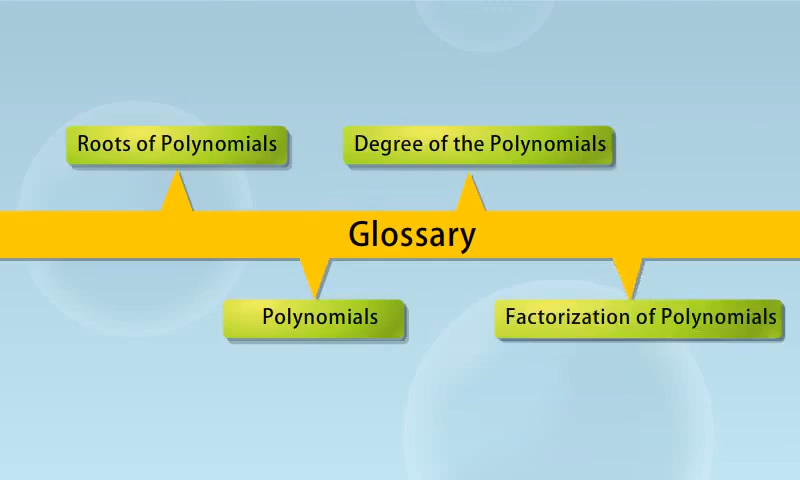 Roots of Polynomials
Degree of the Polynomials
Glossary
Polynomials
Factorization of Polynomials